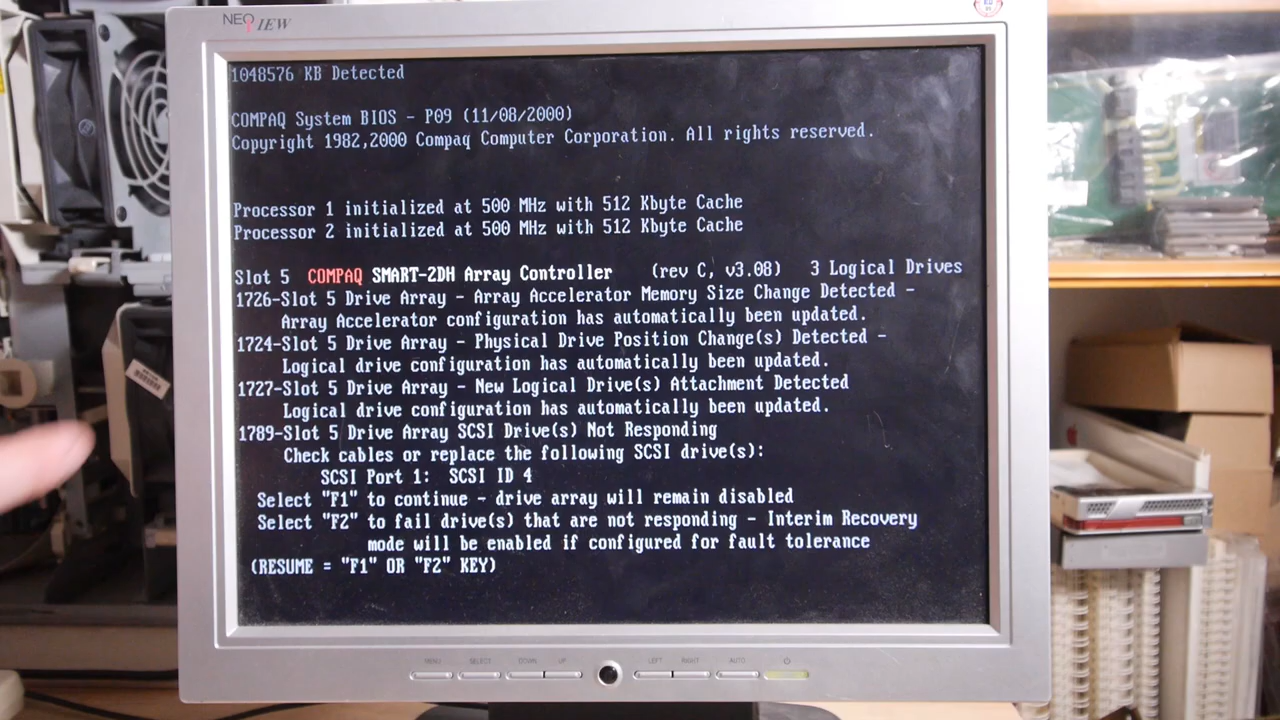 NEOVIEW
1048576 KB Detected
COMPAQ System BIOS - P09 (11/08/2000)
Copyright 1982,2000 Compaq Computer Corporation. All rights reserved.
Processor 1 initialized at 500 MHz with 512 Kbyte Cache
Processor 2 initialized at 500 MHz with 512 Kbyte Cache
Slot 5 COMPAQ SMART-2DH Array Controller (rev C, v3.08) 3 Logical Drives
1726-Slot 5 Drive Array - Array Accelerator Memory Size Change Detected -
Array Accelerator configuration has automatically been updated.
1724-Slot 5 Drive Array - Physical Drive Position Change(s) Detected -
Logical drive configuration has automatically been updated.
1727-Slot 5 Drive Array - New Logical Drive(s) Attachment Detected
Logical drive configuration has automatically been updated.
1789-Slot 5 Drive Array SCSI Drive(s) Not Responding
Check cables or replace the following SCSI drive(s):
SCSI Port 1: SCSI ID 4
Select "F1" to continue - drive array will remain disabled
Select "F2" to fail drive(s) that are not responding - Interim Recovery
mode will be enabled if configured for fault tolerance
(RESUME = "F1" OR "F2" KEY)
MENU SELECT DOWN UP LEFT RIGHT AUTO